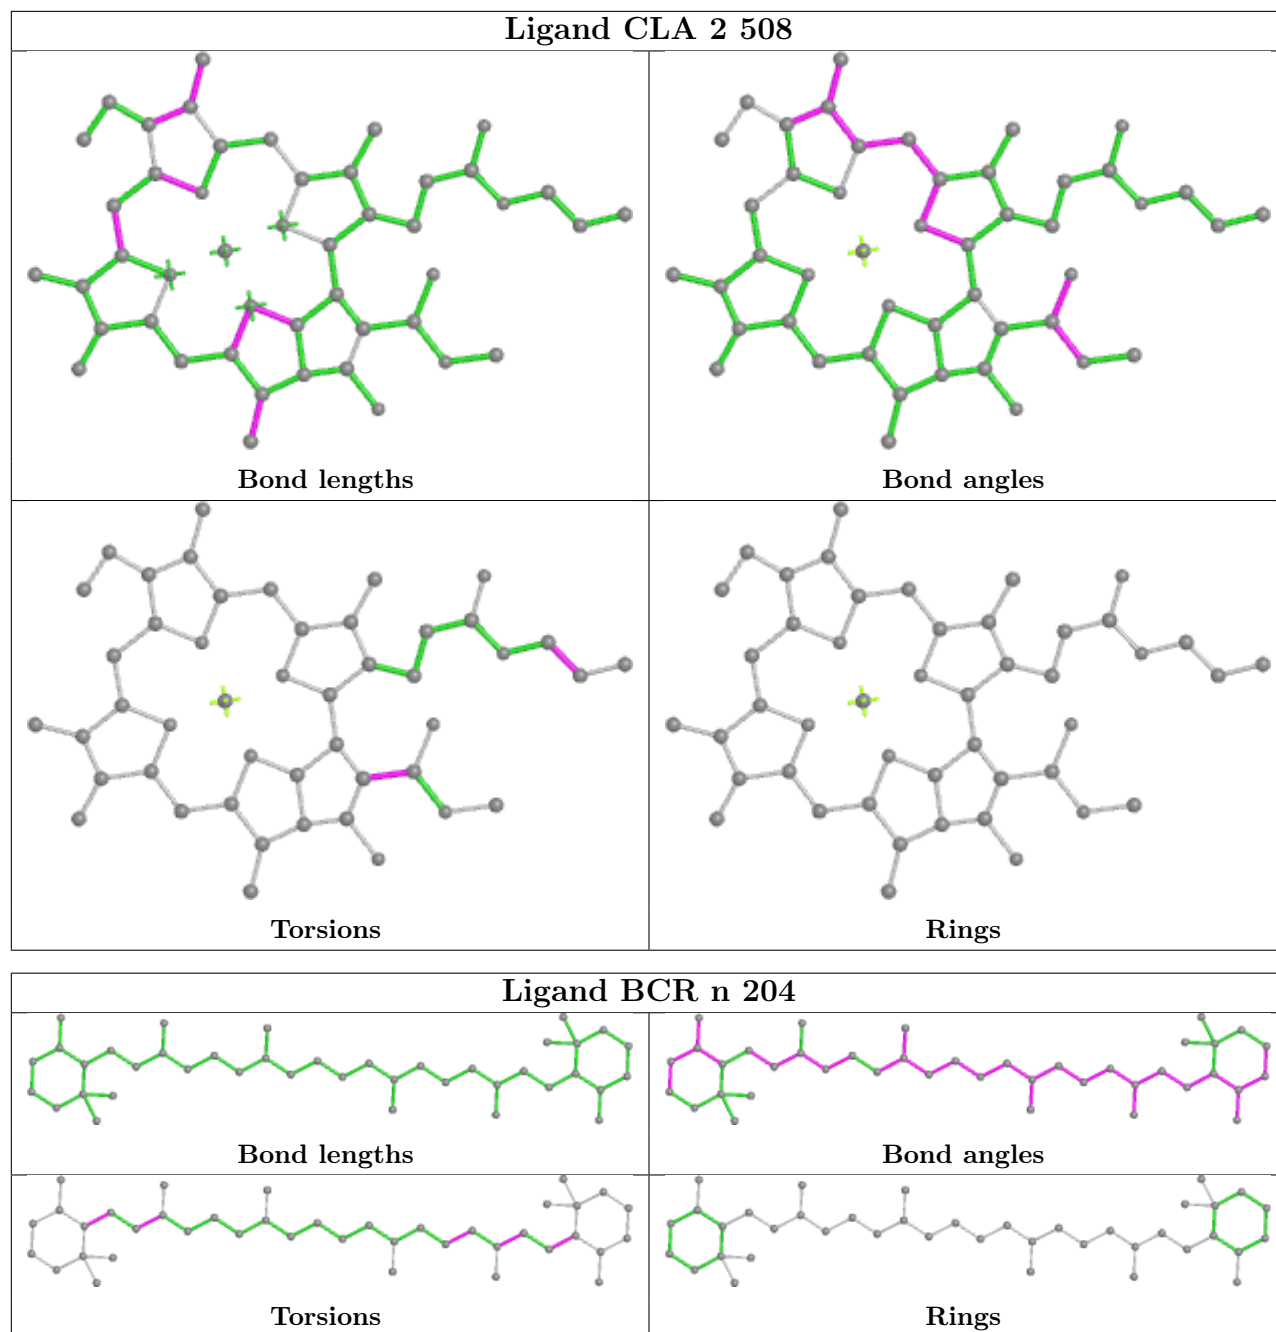 Ligand CLA 2 508
Bond lengths
Bond angles
Torsions
Rings
Ligand BCR n 204
Bond lengths
Bond angles
Torsions
Rings